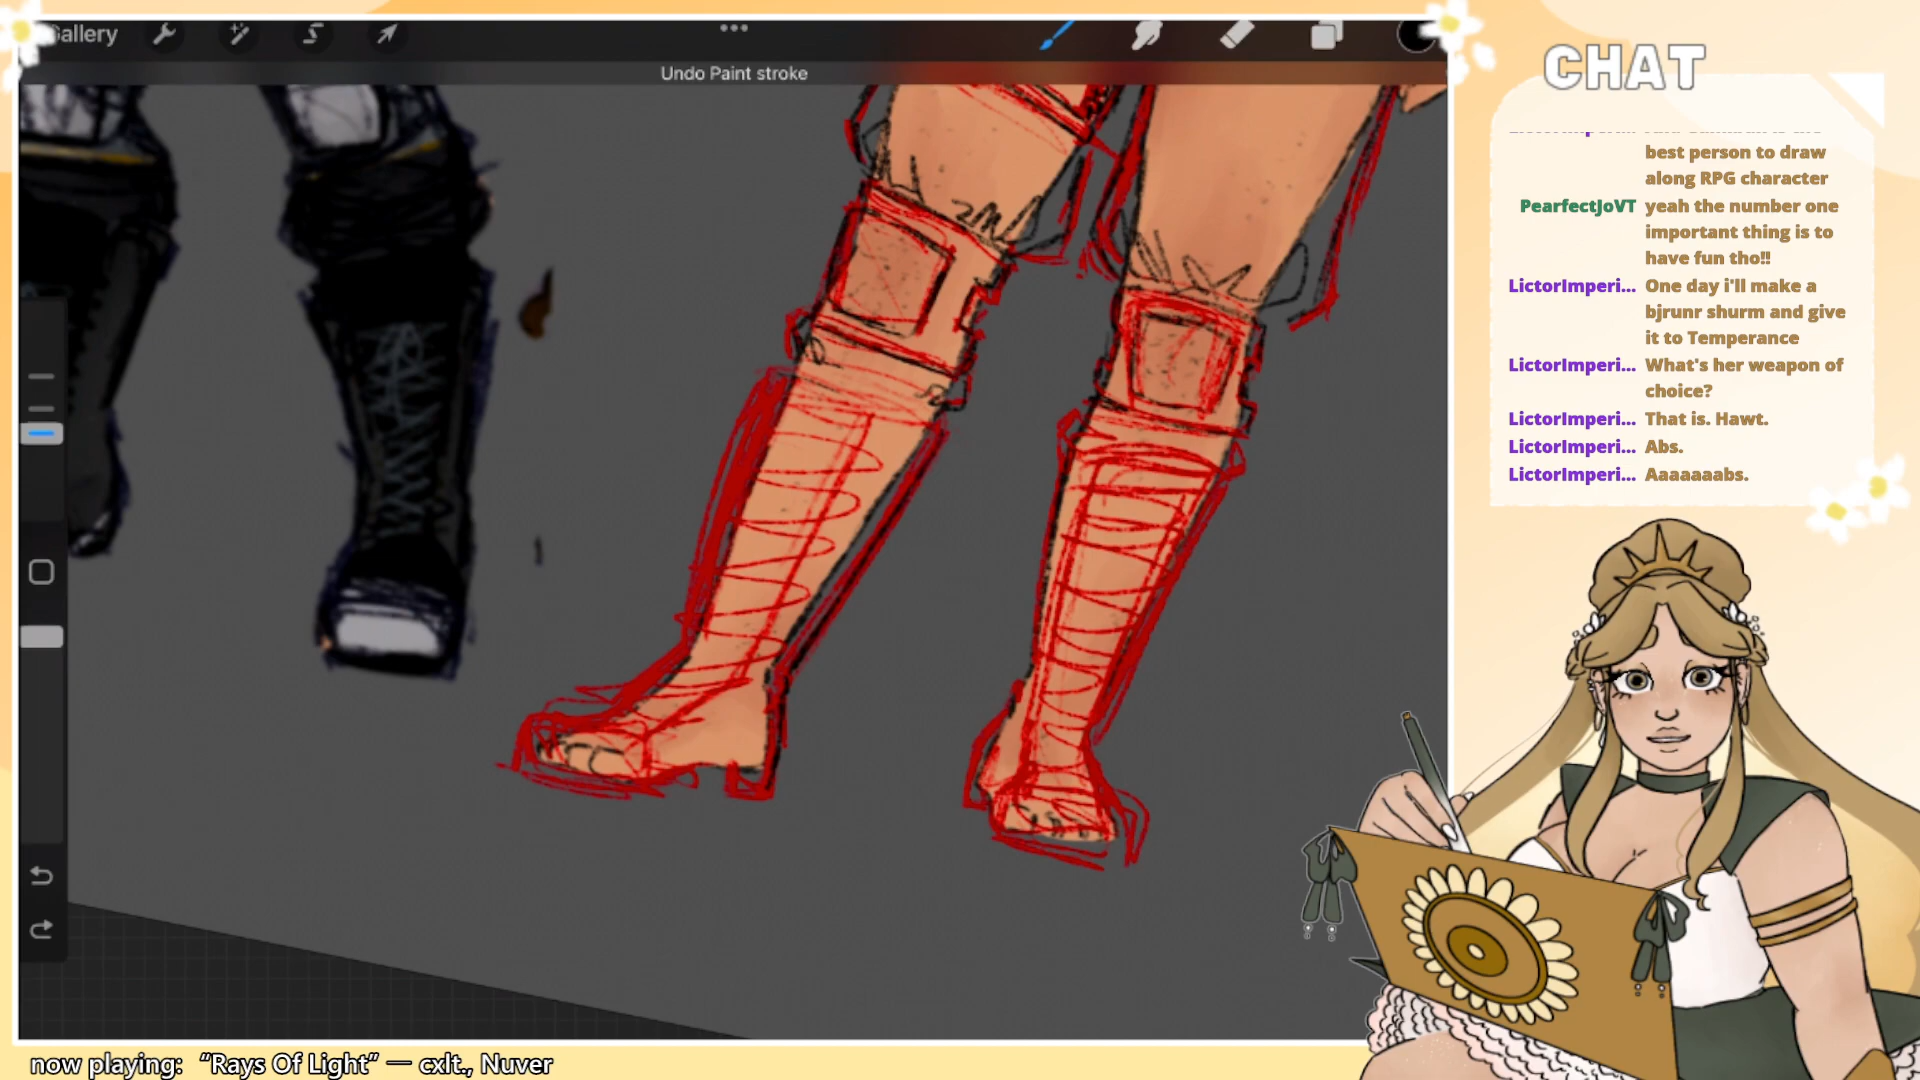 Gallery
Undo Paint stroke
CHAT
best person to draw
along RPG character
PearfectJoVT yeah the number one
important thing is to
have fun tho!!
LictorImperi... One day i'll make a
bjrunr shurm and give
it to Temperance
LictorImperi... What's her weapon of
choice?
LictorImperi... That is. Hawt.
LictorImperi... Abs.
LictorImperi... Aaaaaaabs.
now playing: “Rays Of Light” — cxlt., Nuver